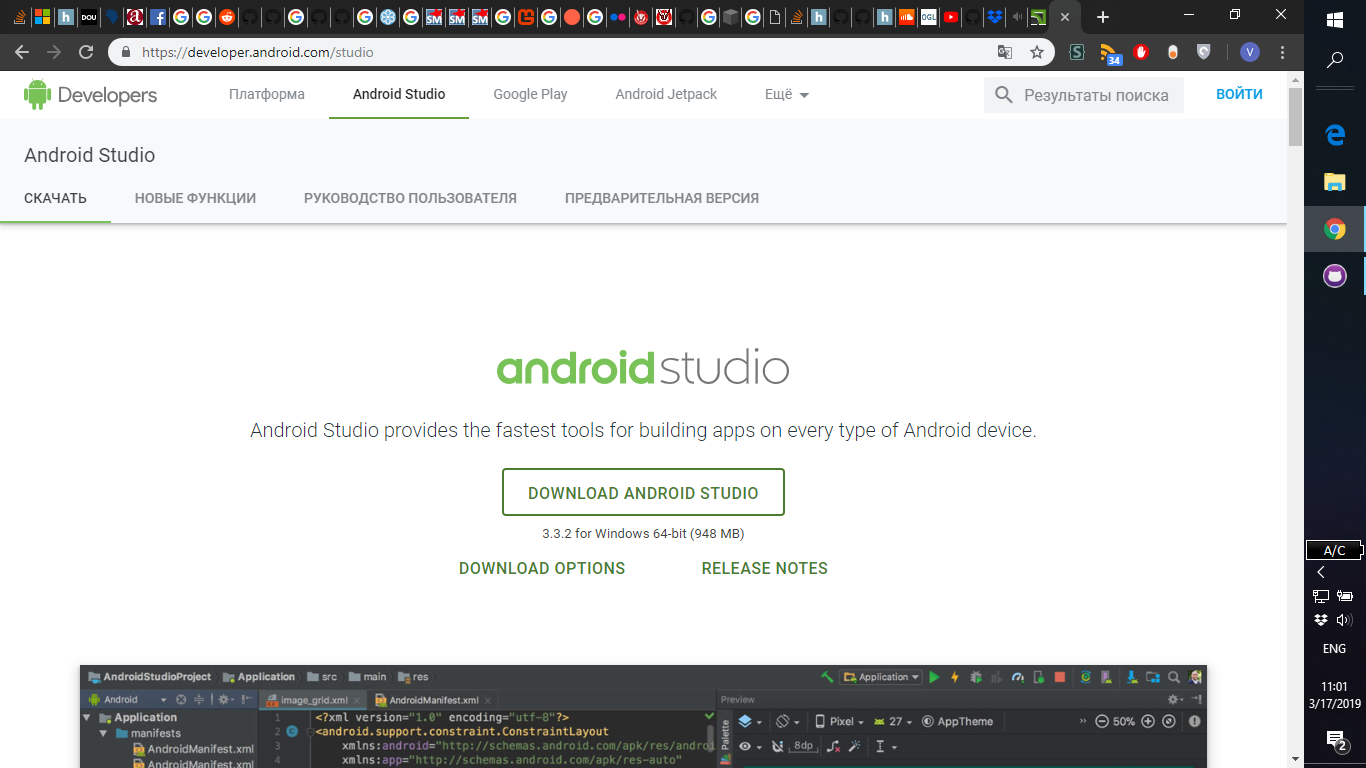 https://developer.android.com/studio
34
V
Developers
Платформа
Android Studio
Google Play
Android Jetpack
Ещё
Результаты поиска
ВОЙТИ
Android Studio
СКАЧАТЬ
НОВЫЕ ФУНКЦИИ
РУКОВОДСТВО ПОЛЬЗОВАТЕЛЯ
ПРЕДВАРИТЕЛЬНАЯ ВЕРСИЯ
androidstudio
Android Studio provides the fastest tools for building apps on every type of Android device.
DOWNLOAD ANDROID STUDIO
3.3.2 for Windows 64-bit (948 MB)
DOWNLOAD OPTIONS
RELEASE NOTES
AndroidStudioProject
Application
src
main
res
Application
Android
image_grid.xml
AndroidManifest.xml
Preview
Application
manifests
AndroidManifest.xml
AndroidManifest.xml
1 <?xml version="1.0" encoding="utf-8"?>
2 <android.support.constraint.ConstraintLayout
3 xmlns:android="http://schemas.android.com/apk/res/androi
4 xmlns:app="http://schemas.android.com/apk/res-auto"
Palette
Pixel
27
AppTheme
50%
8dp
A/C
ENG
11:01
3/17/2019
2